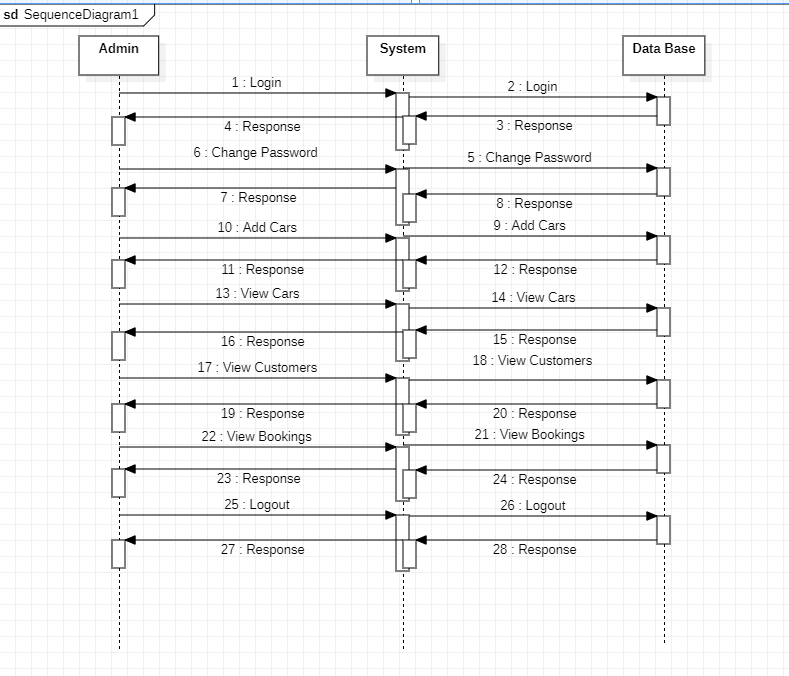 sd SequenceDiagram1
Admin
System
Data Base
1 : Login
2 : Login
4 : Response
3 : Response
6 : Change Password
5 : Change Password
7 : Response
8 : Response
10 : Add Cars
9 : Add Cars
11 : Response
12 : Response
13 : View Cars
14 : View Cars
16 : Response
15 : Response
17 : View Customers
18 : View Customers
19 : Response
20 : Response
22 : View Bookings
21 : View Bookings
23 : Response
24 : Response
25 : Logout
26 : Logout
27 : Response
28 : Response